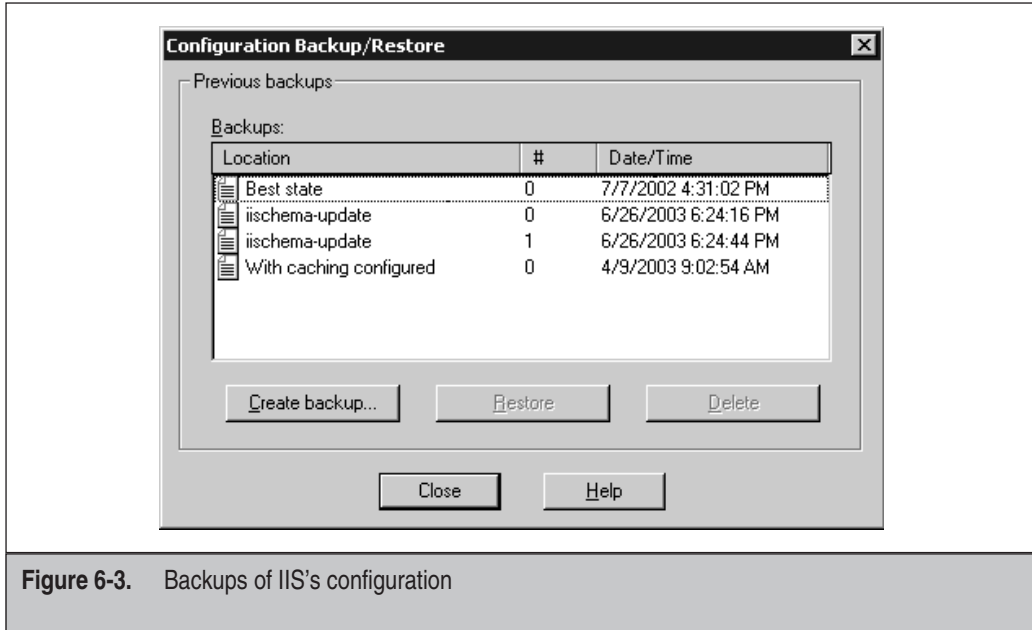 Configuration Backup/Restore
Previous backups
Backups:
Location # Date/Time
Best state 0 7/7/2002 4:31:02 PM
iischema-update 0 6/26/2003 6:24:16 PM
iischema-update 1 6/26/2003 6:24:44 PM
With caching configured 0 4/9/2003 9:02:54 AM
Create backup... Restore Delete
Close Help
Figure 6-3. Backups of IIS's configuration